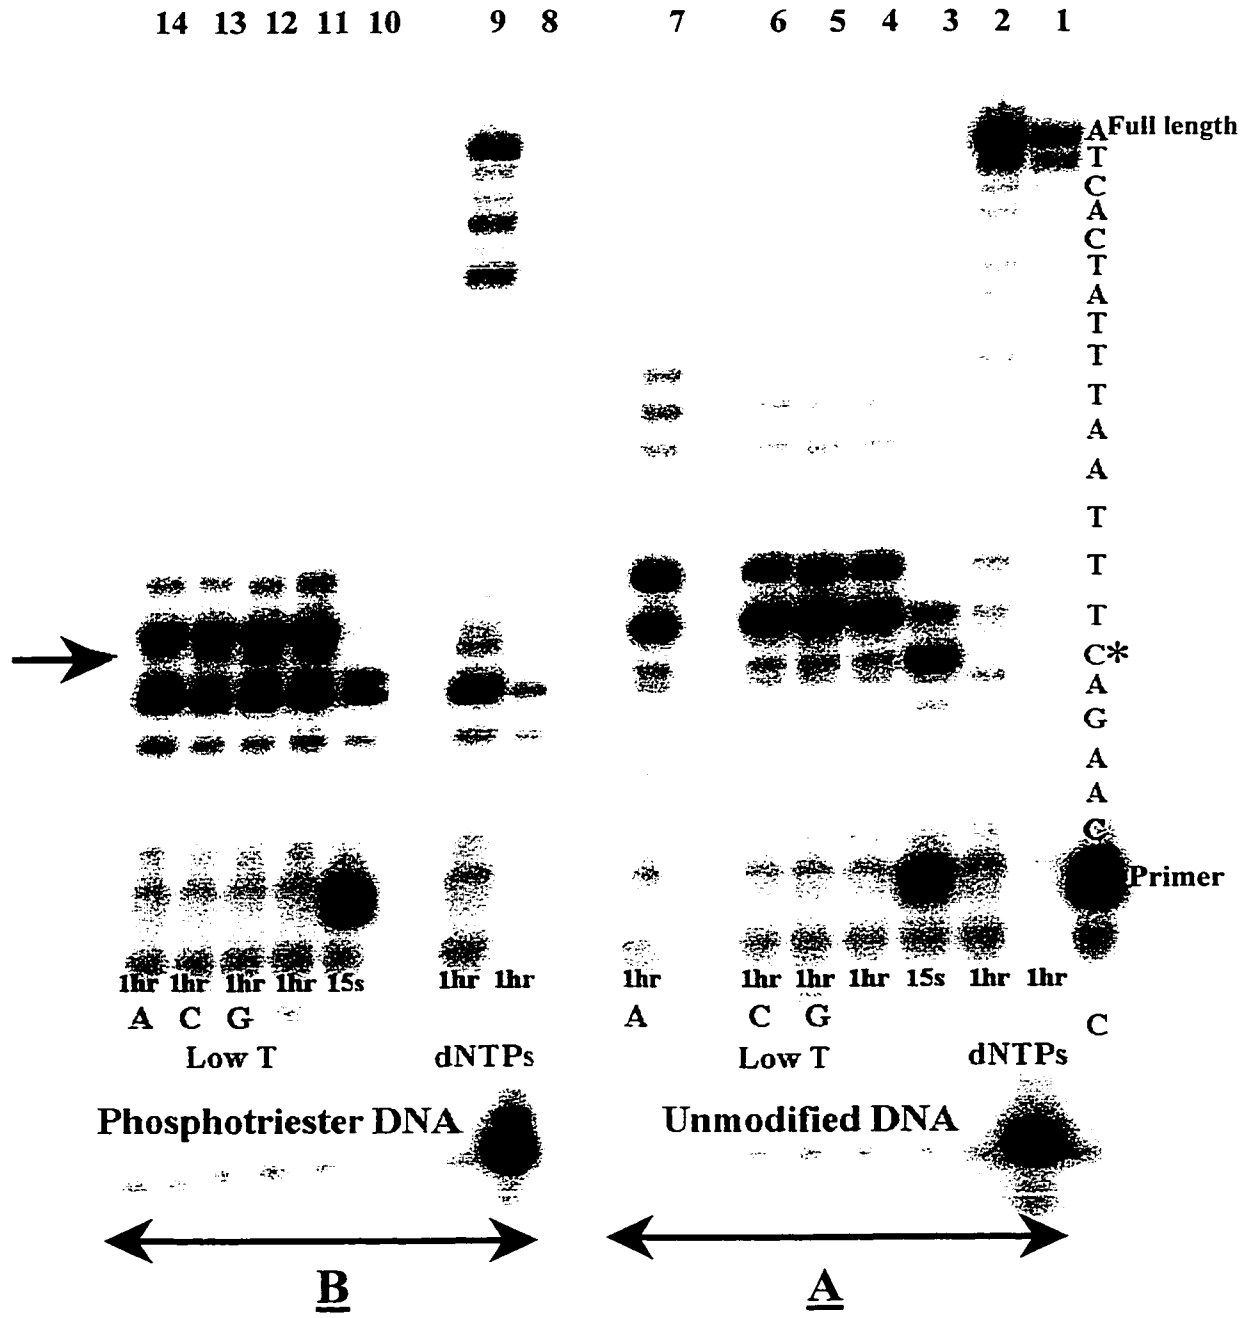 14 13 12 11 10 9 8 7 6 5 4 3 2 1
A Full length
T
C
A
C
T
A
T
T
T
A
A
T
T
T
C*
A
G
A
A
C
Primer
1hr 1hr 1hr 1hr 15s 1hr 1hr 1hr 1hr 1hr 1hr 15s 1hr 1hr
A C G A C G C
Low T dNTPs Low T dNTPs
Phosphotriester DNA Unmodified DNA
B A